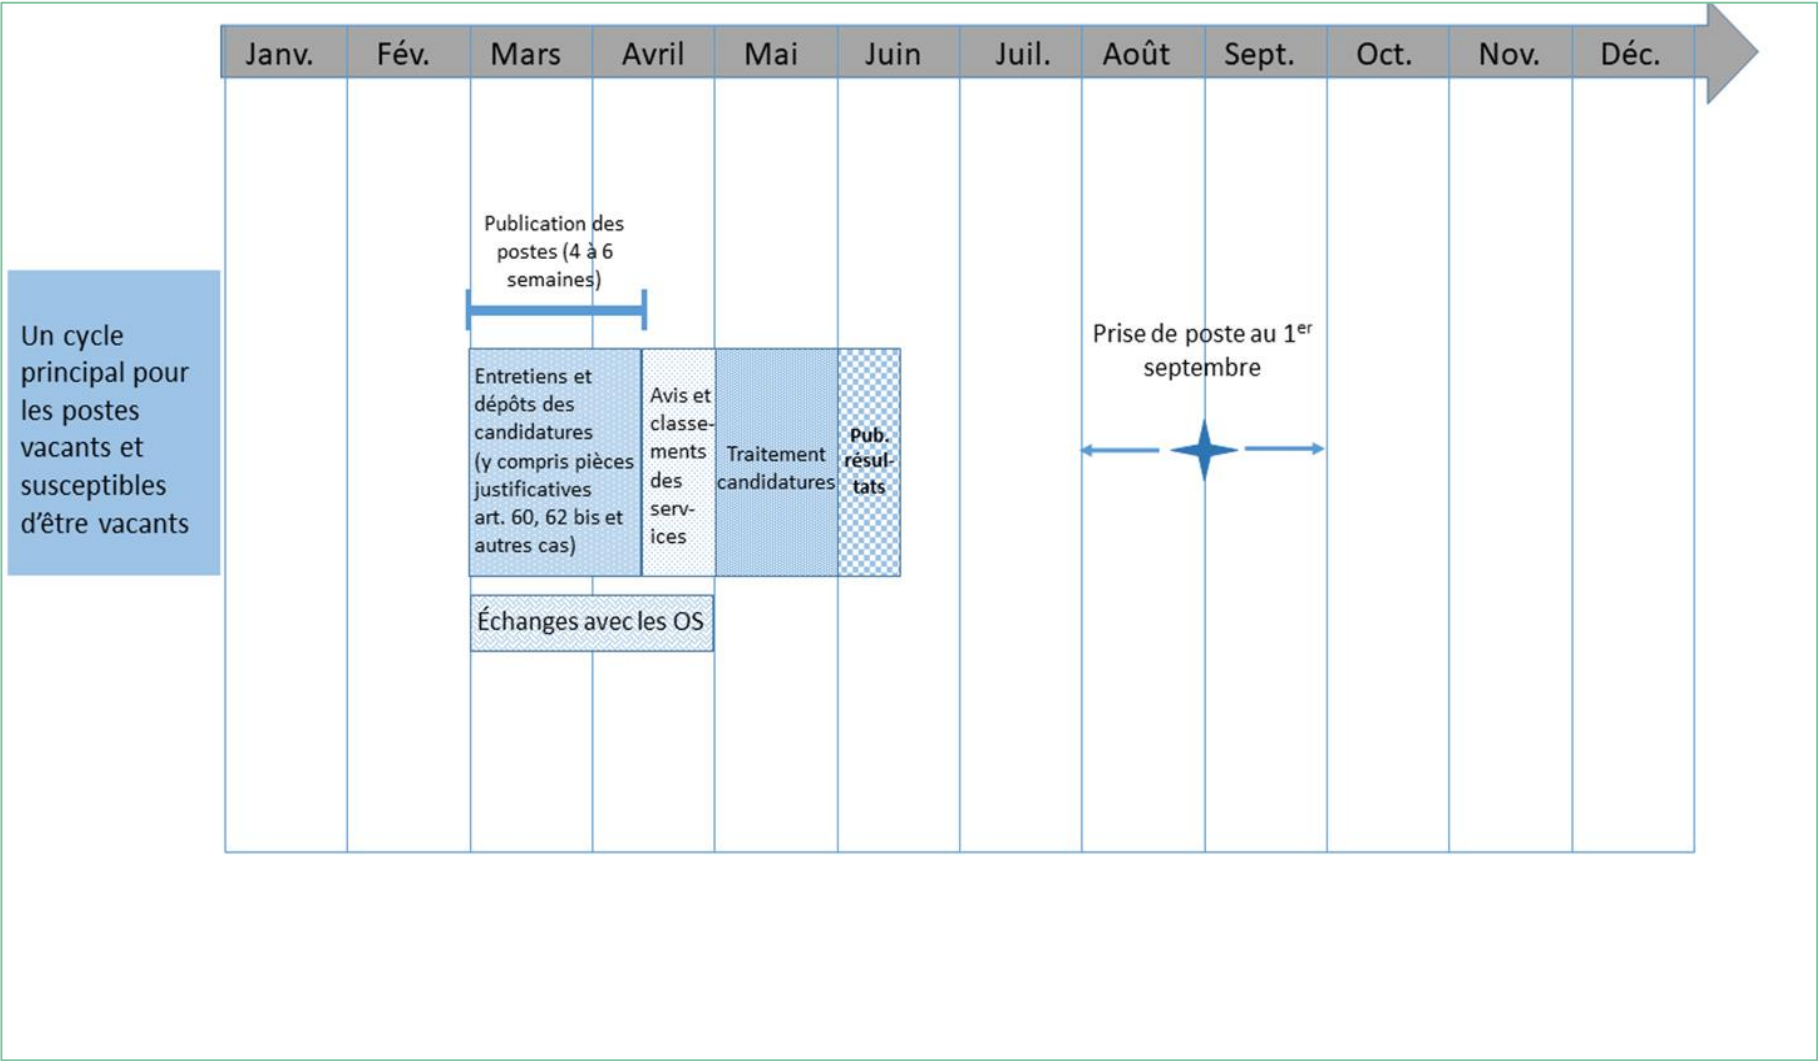 Janv. Fév. Mars Avril Mai Juin Juil. Août Sept. Oct. Nov. Déc.
Un cycle
principal pour
les postes
vacants et
susceptibles
d'être vacants
Publication des
postes (4 à 6
semaines)
Entretiens et
dépôts des
candidatures
(y compris pièces
justificatives
art. 60, 62 bis et
autres cas)
Avis et
classe-
ments
des
serv-
ices
Traitement
candidatures
Pub.
résul-
tats
Échanges avec les OS
Prise de poste au 1er
septembre